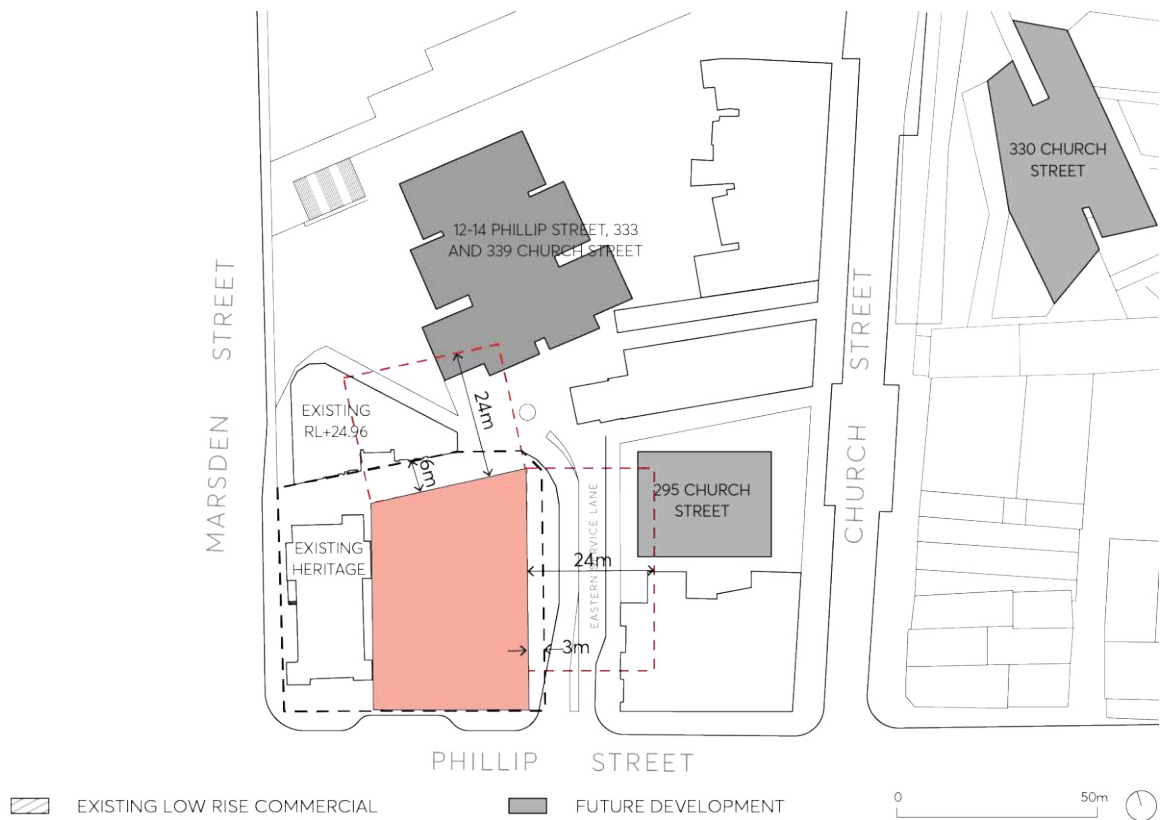 330 CHURCH
STREET
12-14 PHILLIP STREET, 333
AND 339 CHURCH STREET
MARSDEN STREET
CHURCH STREET
24m
EXISTING
RL+24.96
6m
295 CHURCH
STREET
EASTERN SERVICE LANE
EXISTING
HERITAGE
24m
3m
PHILLIP STREET
EXISTING LOW RISE COMMERCIAL
FUTURE DEVELOPMENT
0 50m